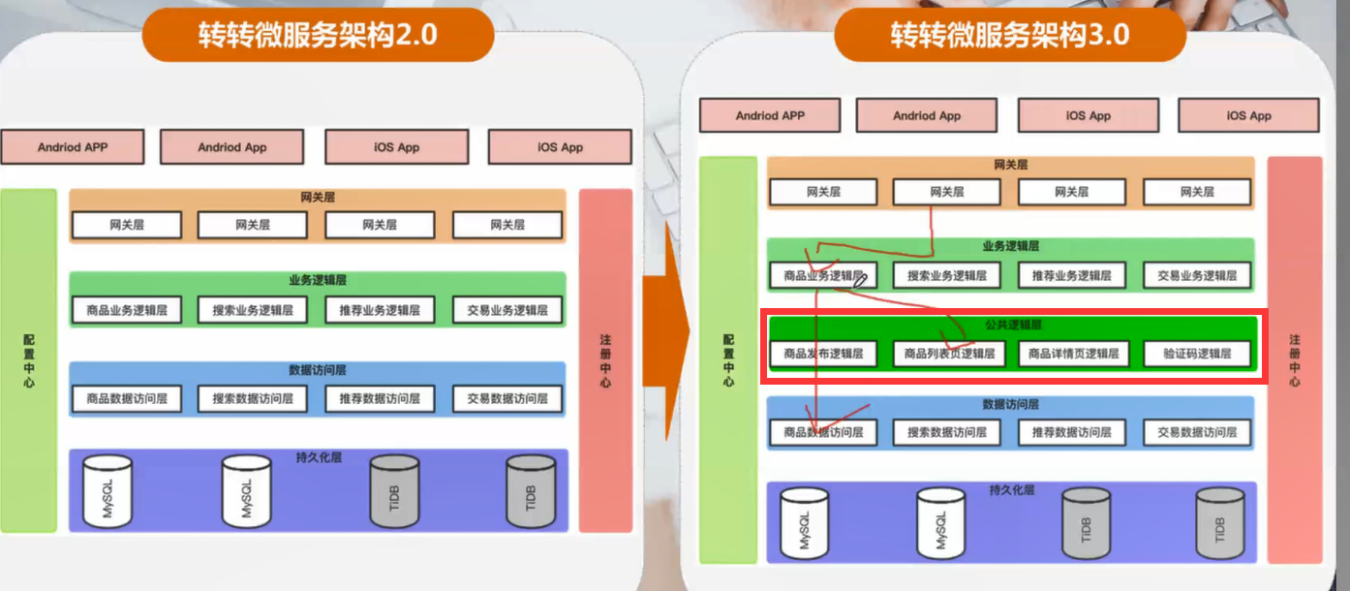 转转微服务架构2.0
Andriod APP
Andriod App
iOS App
iOS App
配置中心
网关层
网关层
网关层
网关层
网关层
业务逻辑层
商品业务逻辑层
搜索业务逻辑层
推荐业务逻辑层
交易业务逻辑层
数据访问层
商品数据访问层
搜索数据访问层
推荐数据访问层
交易数据访问层
持久化层
MySQL
MySQL
TiDB
TiDB
注册中心
转转微服务架构3.0
Andriod APP
Andriod App
iOS App
iOS App
配置中心
网关层
网关层
网关层
网关层
网关层
业务逻辑层
商品业务逻辑层
搜索业务逻辑层
推荐业务逻辑层
交易业务逻辑层
公共逻辑层
商品发布逻辑层
商品列表页逻辑层
商品详情页逻辑层
验证码逻辑层
数据访问层
商品数据访问层
搜索数据访问层
推荐数据访问层
交易数据访问层
持久化层
MySQL
MySQL
TiDB
TiDB
注册中心